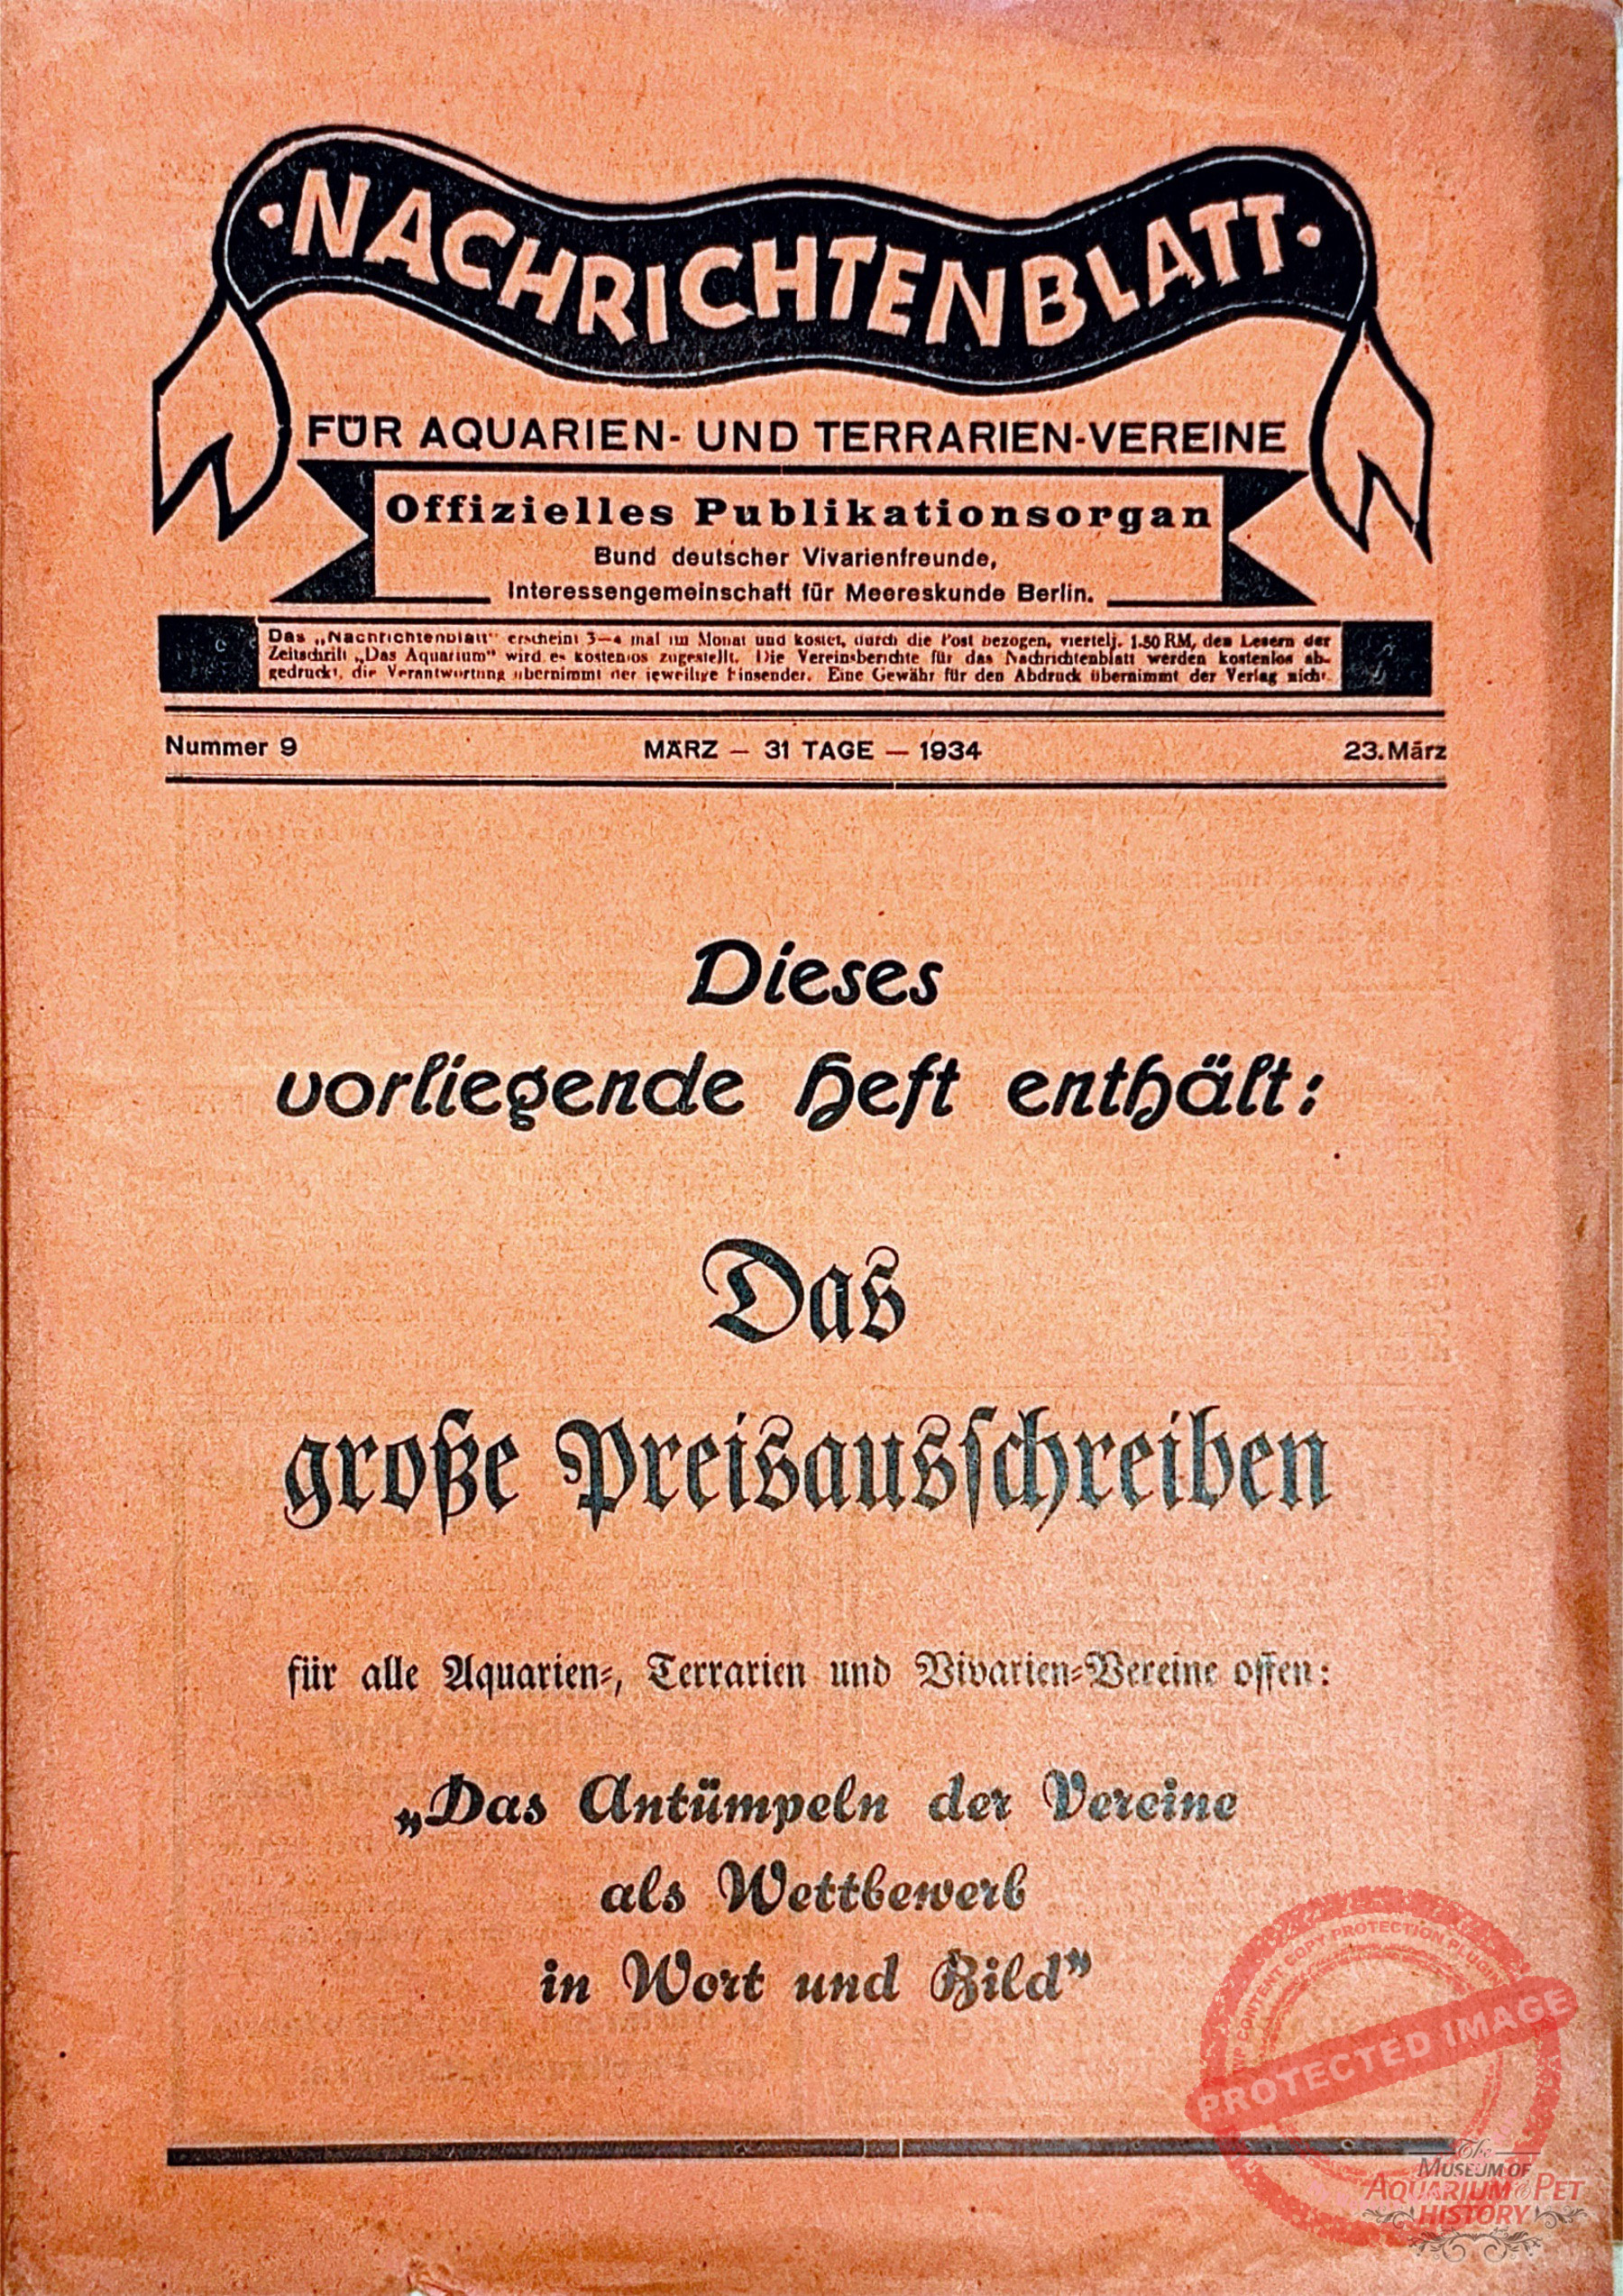 ·NACHRICHTENBLATT·
FÜR AQUARIEN- UND TERRARIEN-VEREINE
Offizielles Publikationsorgan
Bund deutscher Vivarienfreunde,
Interessengemeinschaft für Meereskunde Berlin.
Das „Nachrichtenblatt" erscheint 3—4 mal im Monat und kostet, durch die Post bezogen, viertelj. 1.50 RM, den Lesern der
Zeitschrift „Das Aquarium" wird es kostenlos zugestellt. Die Vereinsberichte für das Nachrichtenblatt werden kostenlos ab-
gedruckt, die Verantwortung übernimmt der jeweilige Einsender. Eine Gewähr für den Abdruck übernimmt der Verlag nicht.
Nummer 9 MÄRZ — 31 TAGE — 1934 23. März
Dieses
vorliegende Heft enthält:
Das
große Preisausſchreiben
für alle Aquarien-, Terrarien und Vivarien-Vereine offen:
„Das Antümpeln der Vereine
als Wettbewerb
in Wort und Bild"
CONTENT COPY PROTECTION PLUGIN
PROTECTED IMAGE
The
MUSEUM OF
AQUARIUM & PET
HISTORY